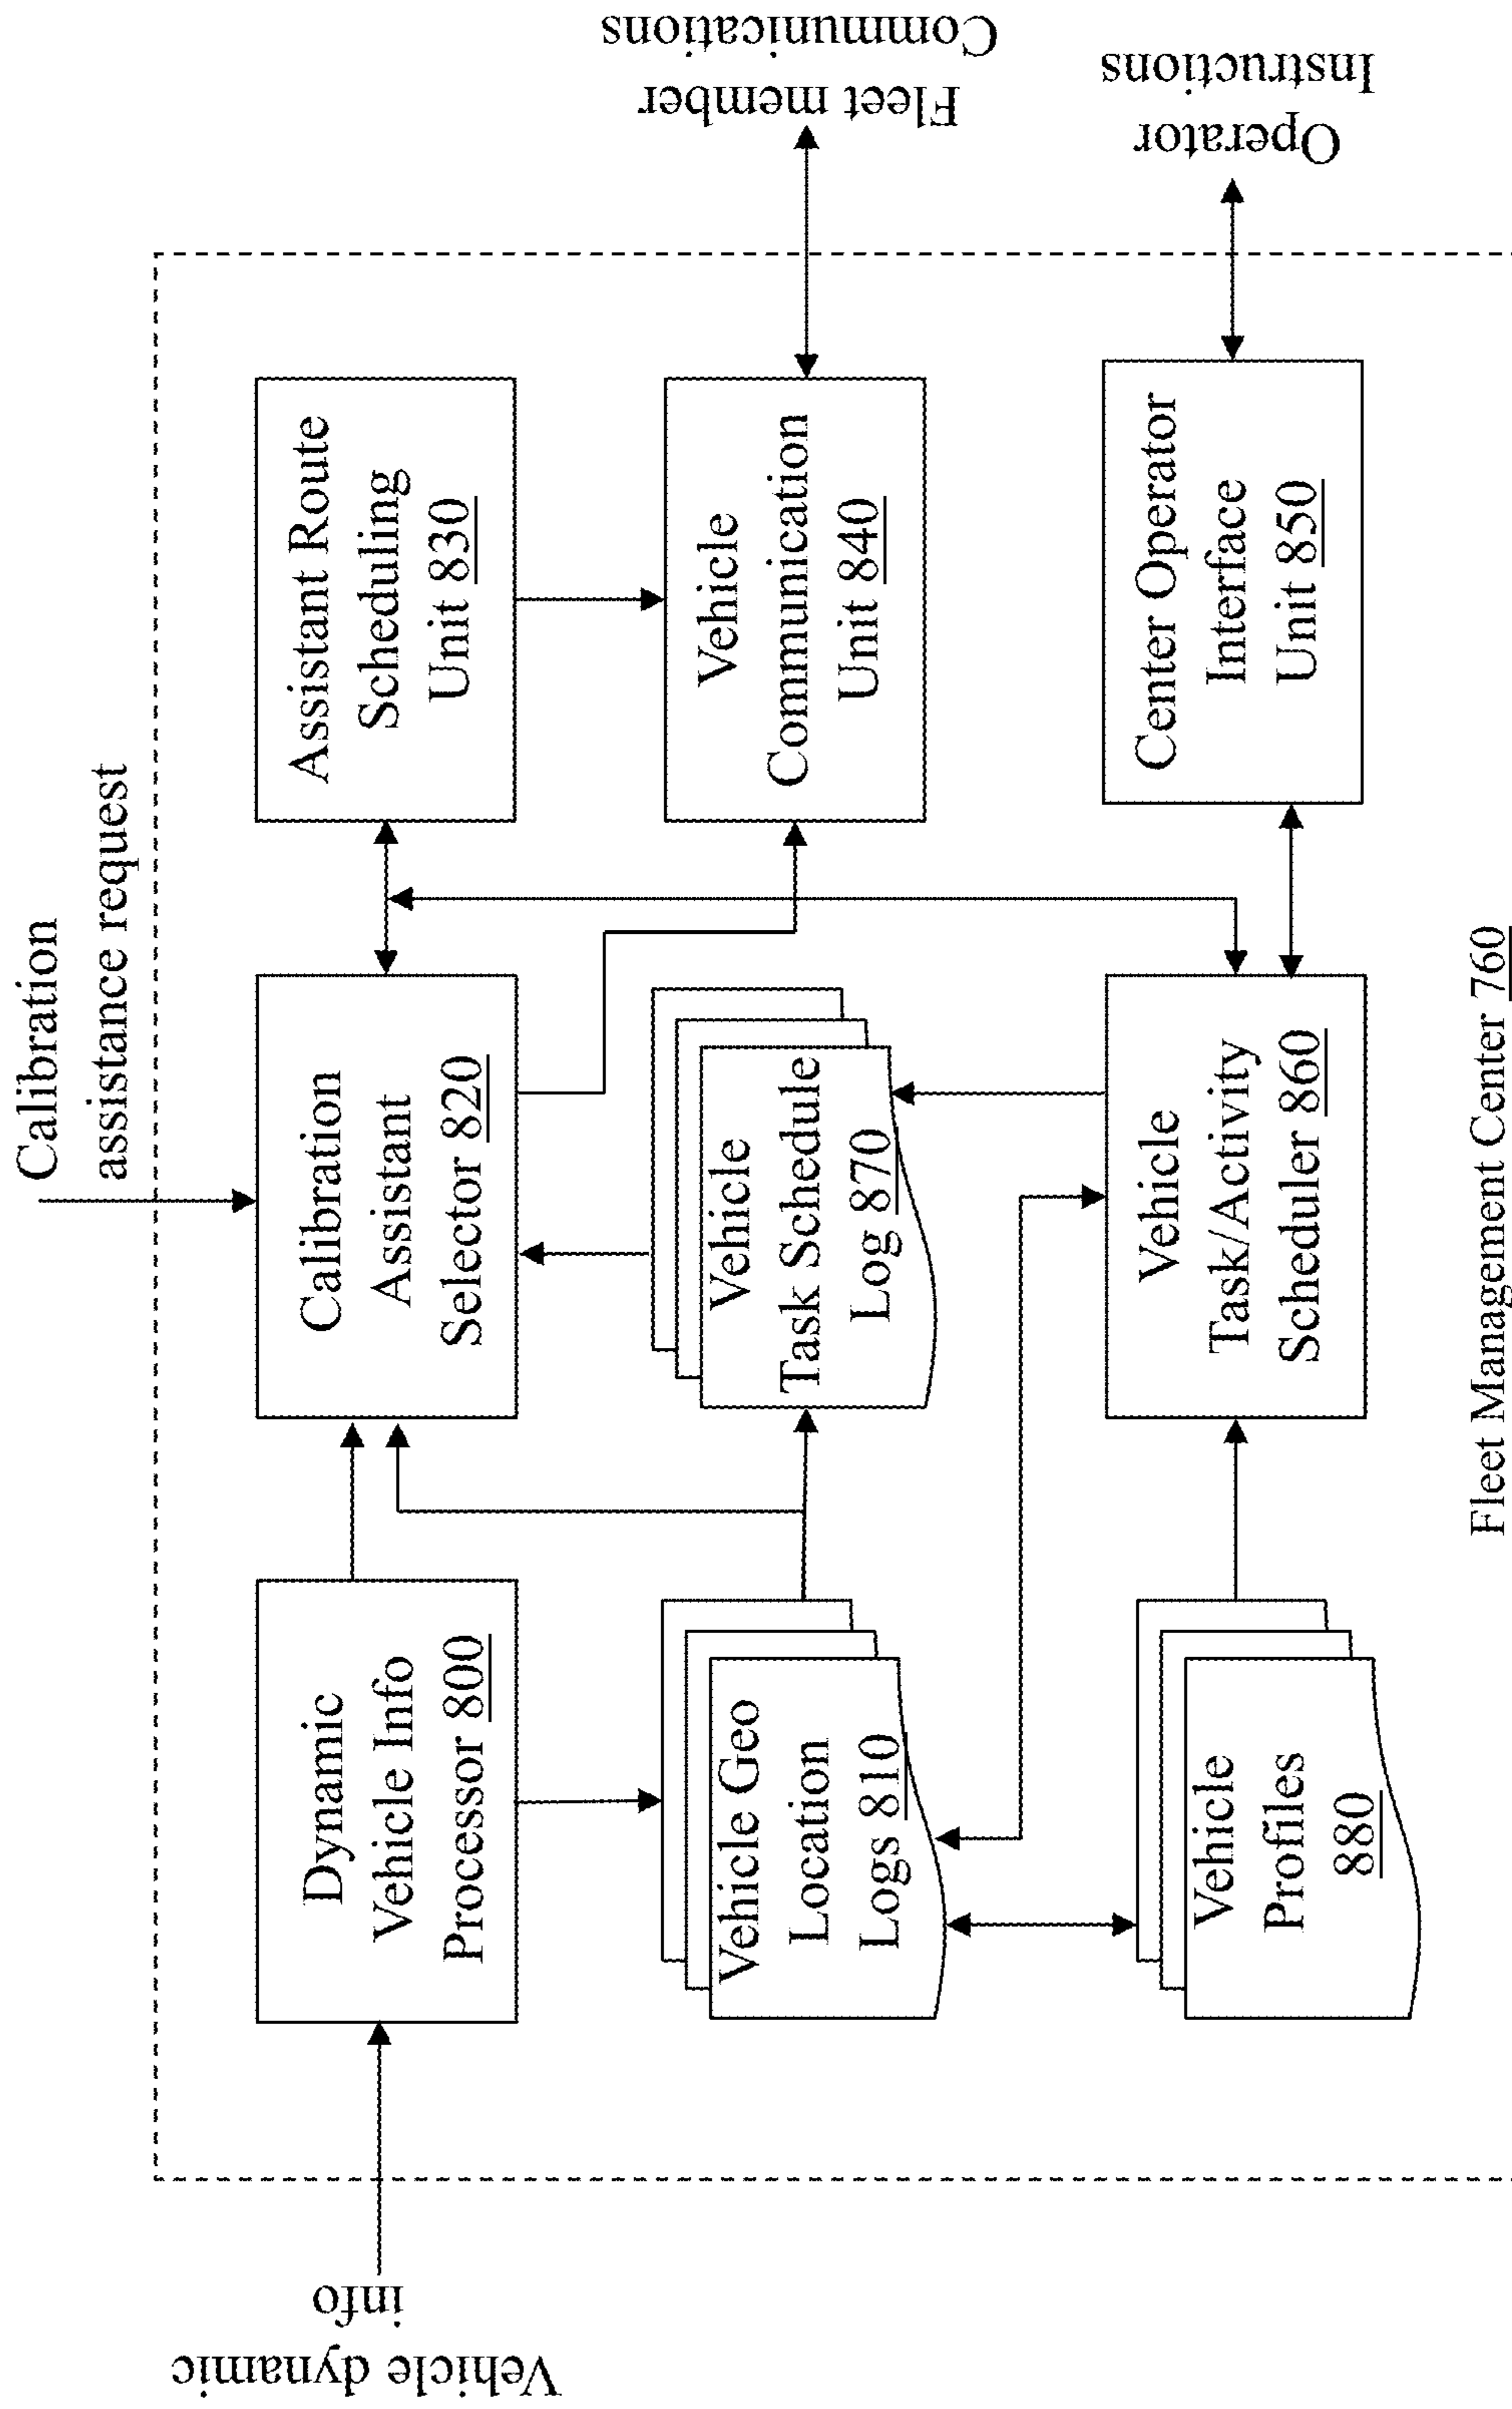 Calibration
assistance request
Vehicle dynamic
info
Dynamic
Vehicle Info
Processor 800
Calibration
Assistant
Selector 820
Assistant Route
Scheduling
Unit 830
Fleet member
Communications
Vehicle Geo
Location
Logs 810
Vehicle
Task Schedule
Log 870
Vehicle
Communication
Unit 840
Operator
Instructions
Vehicle
Profiles
880
Vehicle
Task/Activity
Scheduler 860
Center Operator
Interface
Unit 850
Fleet Management Center 760